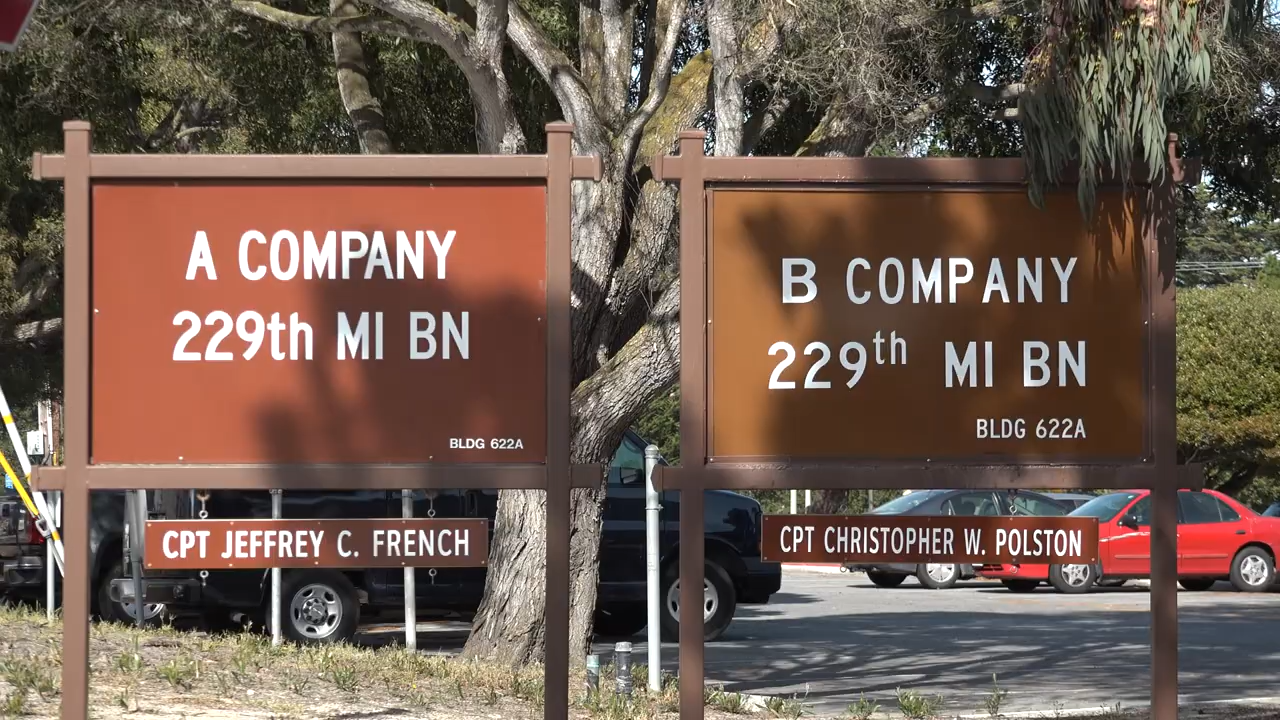 A COMPANY
229th MI BN
BLDG 622A
CPT JEFFREY C. FRENCH
B COMPANY
229th MI BN
BLDG 622A
CPT CHRISTOPHER W. POLSTON